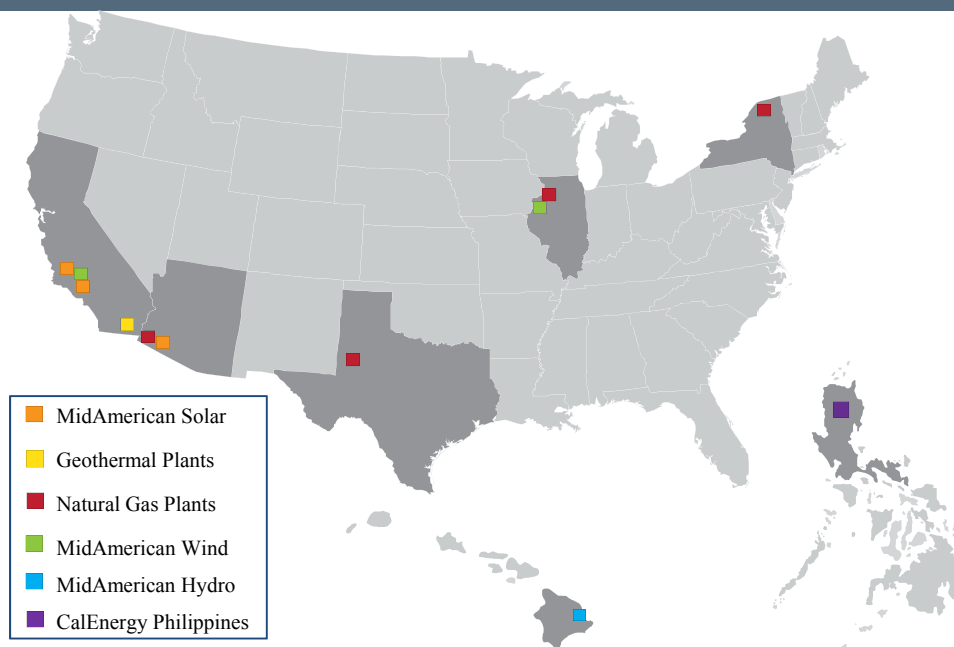 MidAmerican Solar
Geothermal Plants
Natural Gas Plants
MidAmerican Wind
MidAmerican Hydro
CalEnergy Philippines